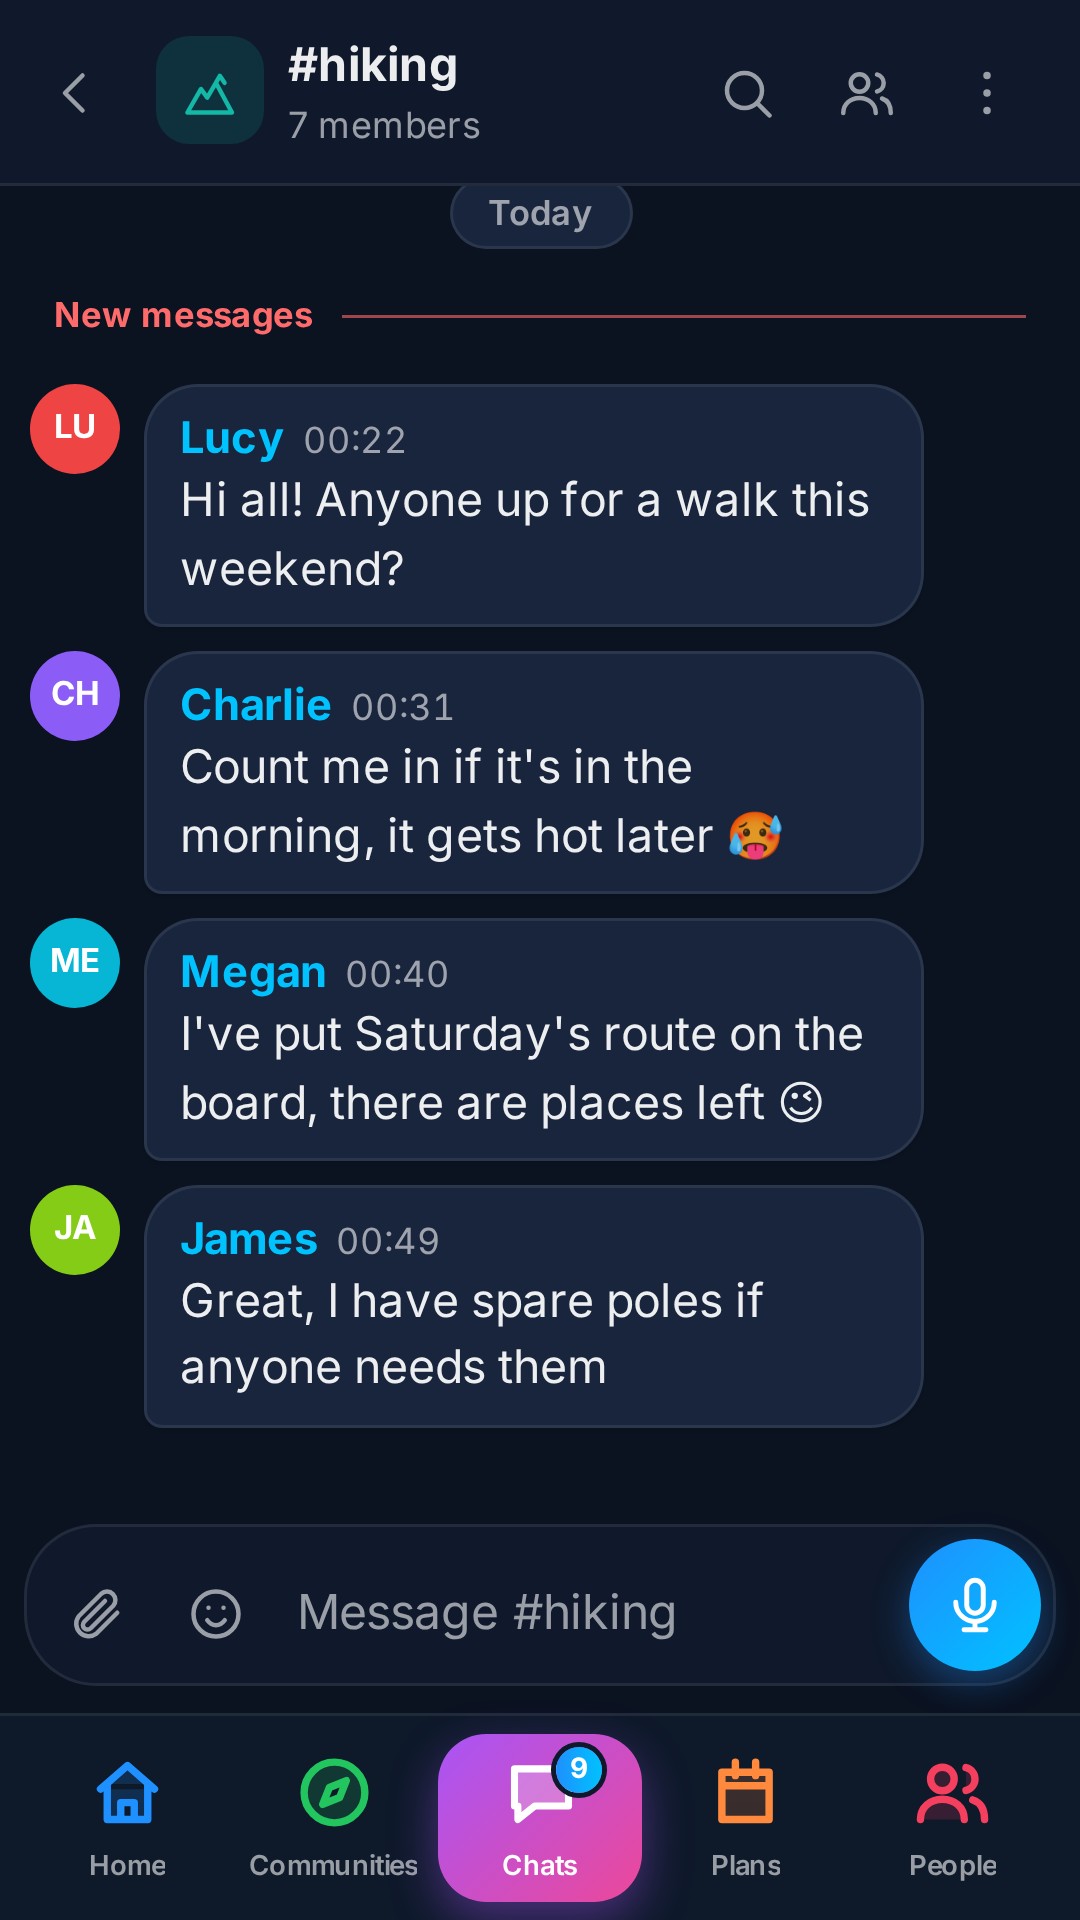 #hiking
7 members
Today
New messages
LU
Lucy 00:22
Hi all! Anyone up for a walk this
weekend?
CH
Charlie 00:31
Count me in if it's in the
morning, it gets hot later 🥵
ME
Megan 00:40
I've put Saturday's route on the
board, there are places left 😉
JA
James 00:49
Great, I have spare poles if
anyone needs them
Message #hiking
9
Home
Communities
Chats
Plans
People